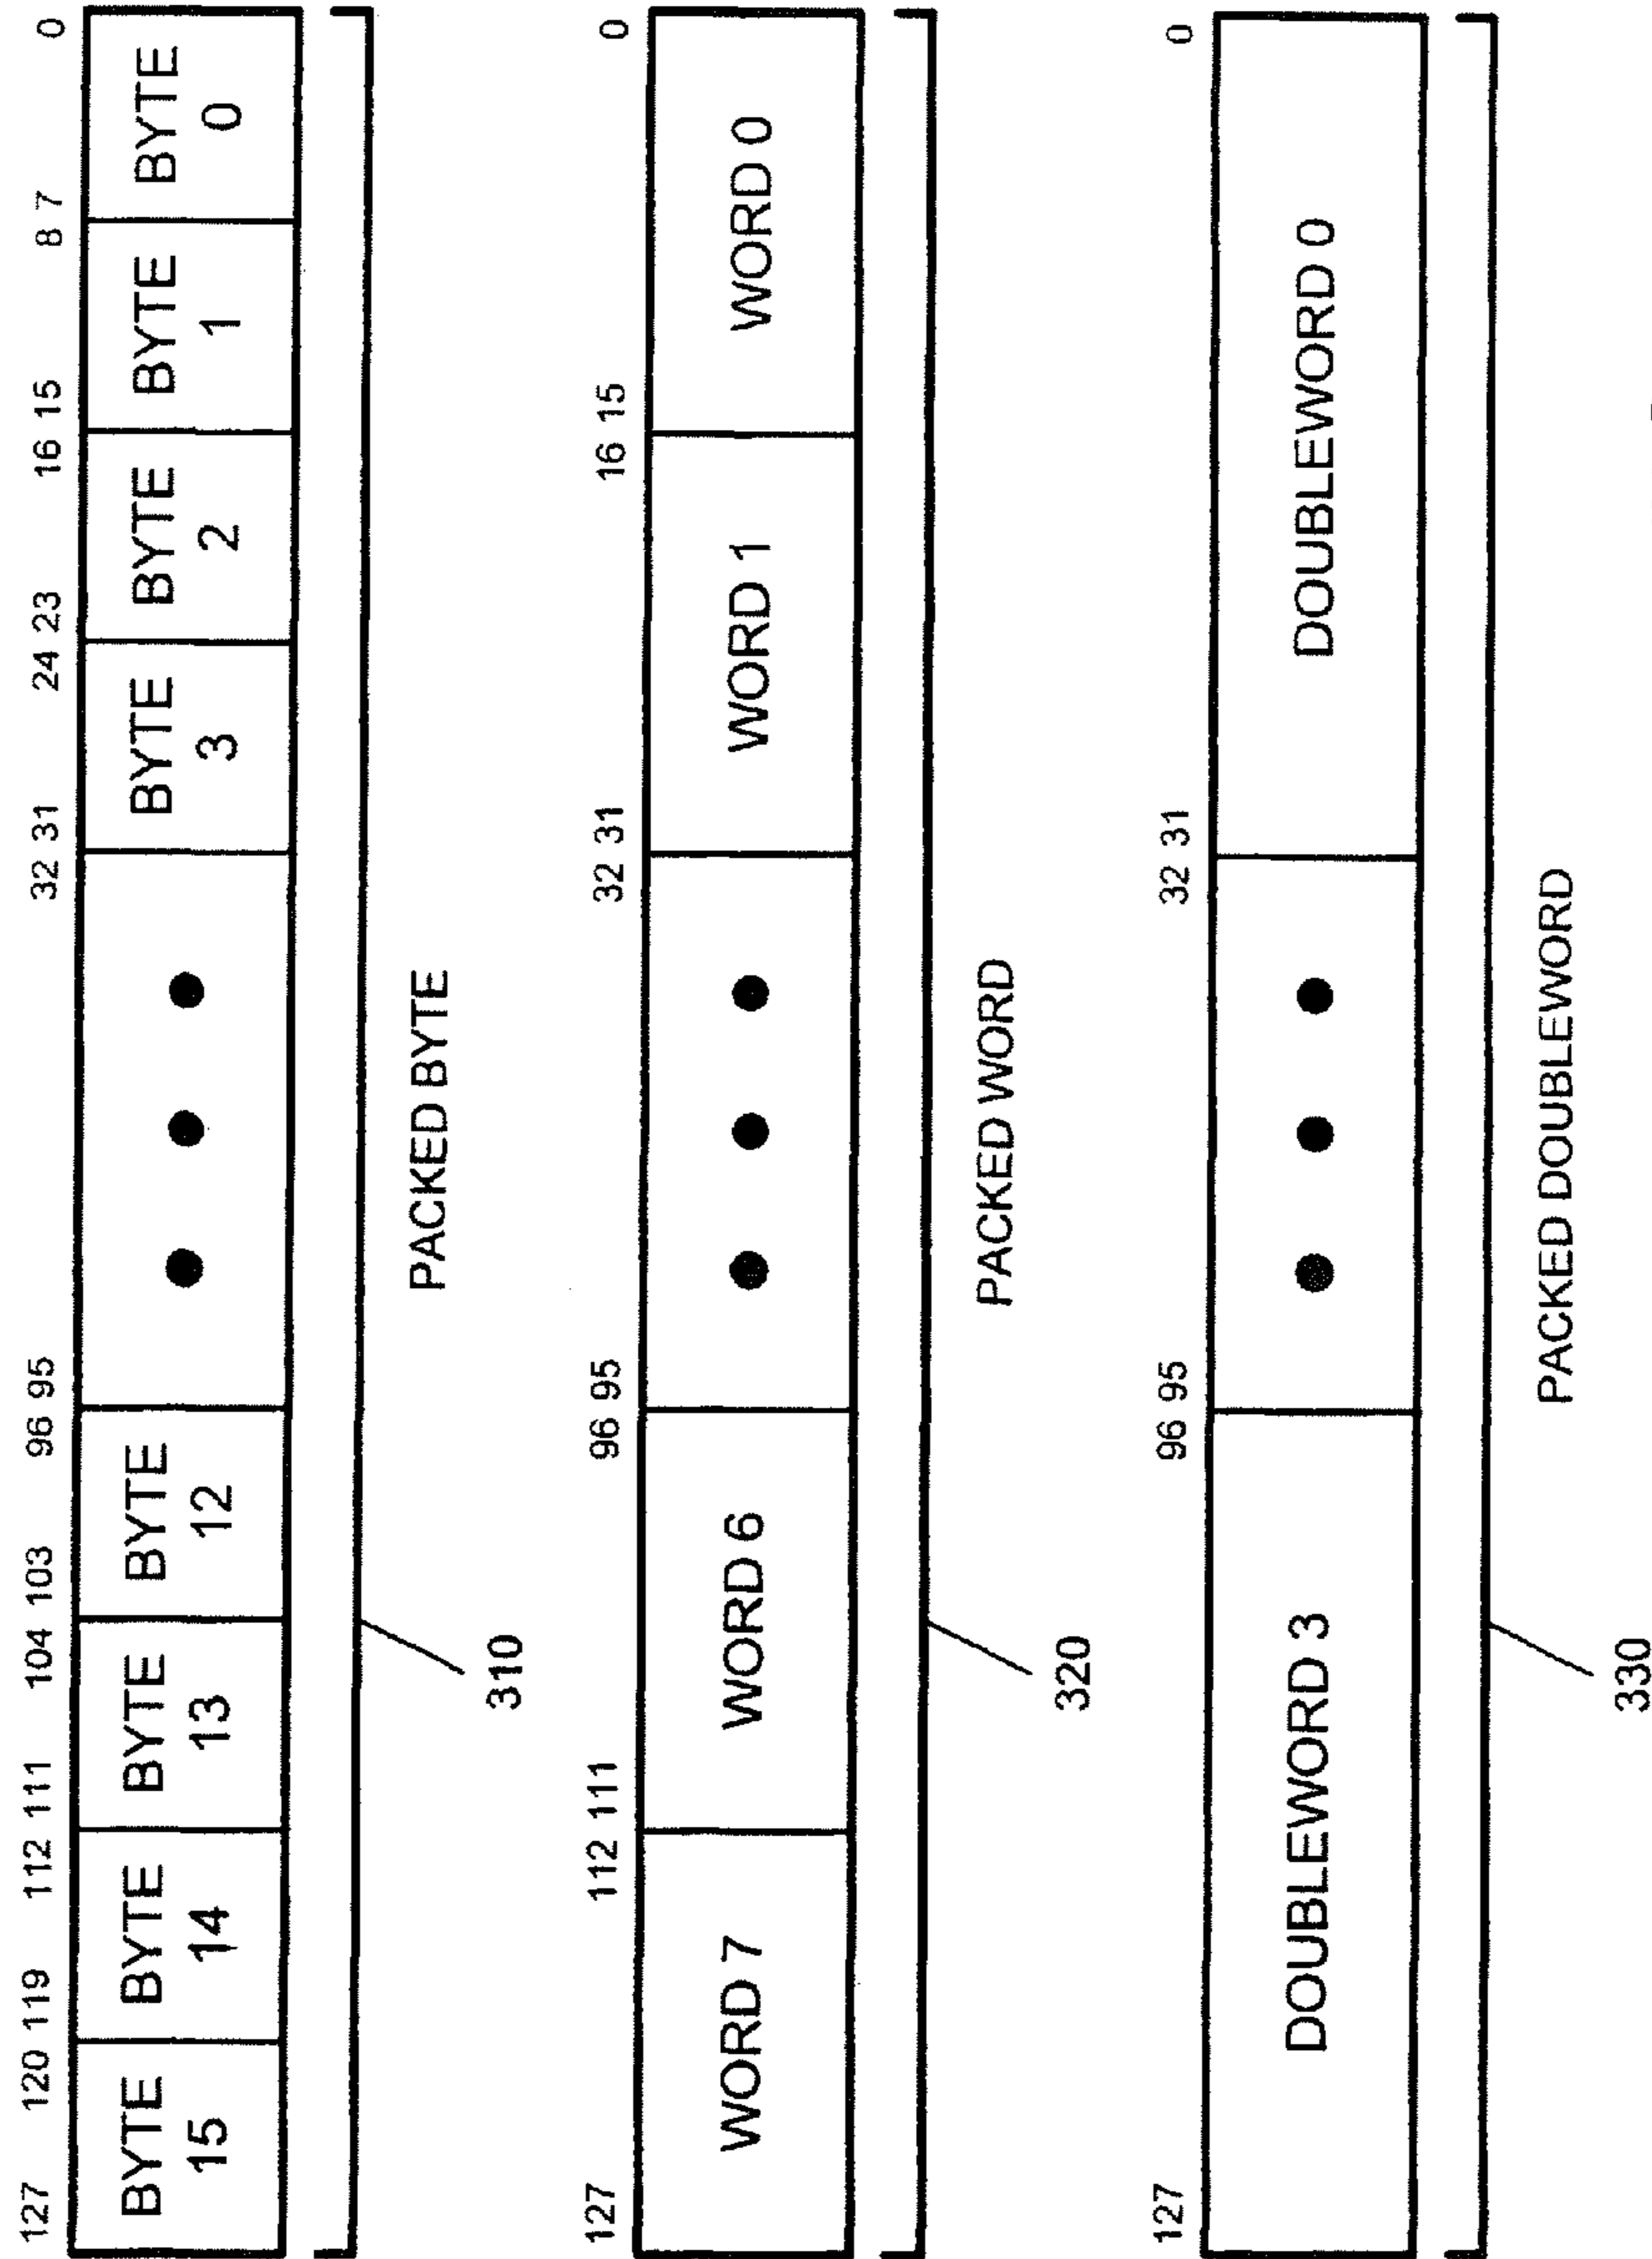 127 120 119 112 111 104 103 96 95 32 31 24 23 16 15 8 7 0
BYTE 15 BYTE 14 BYTE 13 BYTE 12 BYTE 3 BYTE 2 BYTE 1 BYTE 0
PACKED BYTE
310
127 112 111 96 95 32 31 16 15 0
WORD 7 WORD 6 WORD 1 WORD 0
PACKED WORD
320
127 96 95 32 31 0
DOUBLEWORD 3 DOUBLEWORD 0
PACKED DOUBLEWORD
330